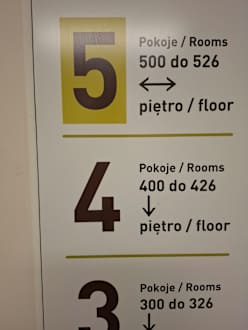 5
Pokoje / Rooms
500 do 526
↔
piętro / floor
4
Pokoje / Rooms
400 do 426
↓
piętro / floor
3
Pokoje / Rooms
300 do 326
↓